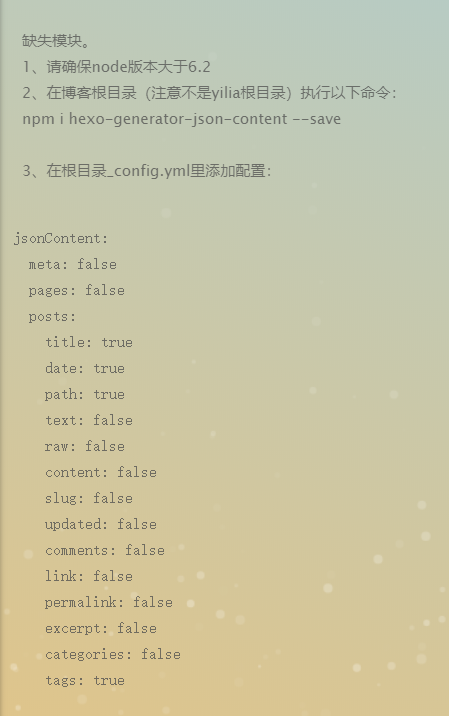 缺失模块。
1、请确保node版本大于6.2
2、在博客根目录（注意不是yilia根目录）执行以下命令：
npm i hexo-generator-json-content --save
3、在根目录_config.yml里添加配置：
jsonContent:
meta: false
pages: false
posts:
title: true
date: true
path: true
text: false
raw: false
content: false
slug: false
updated: false
comments: false
link: false
permalink: false
excerpt: false
categories: false
tags: true